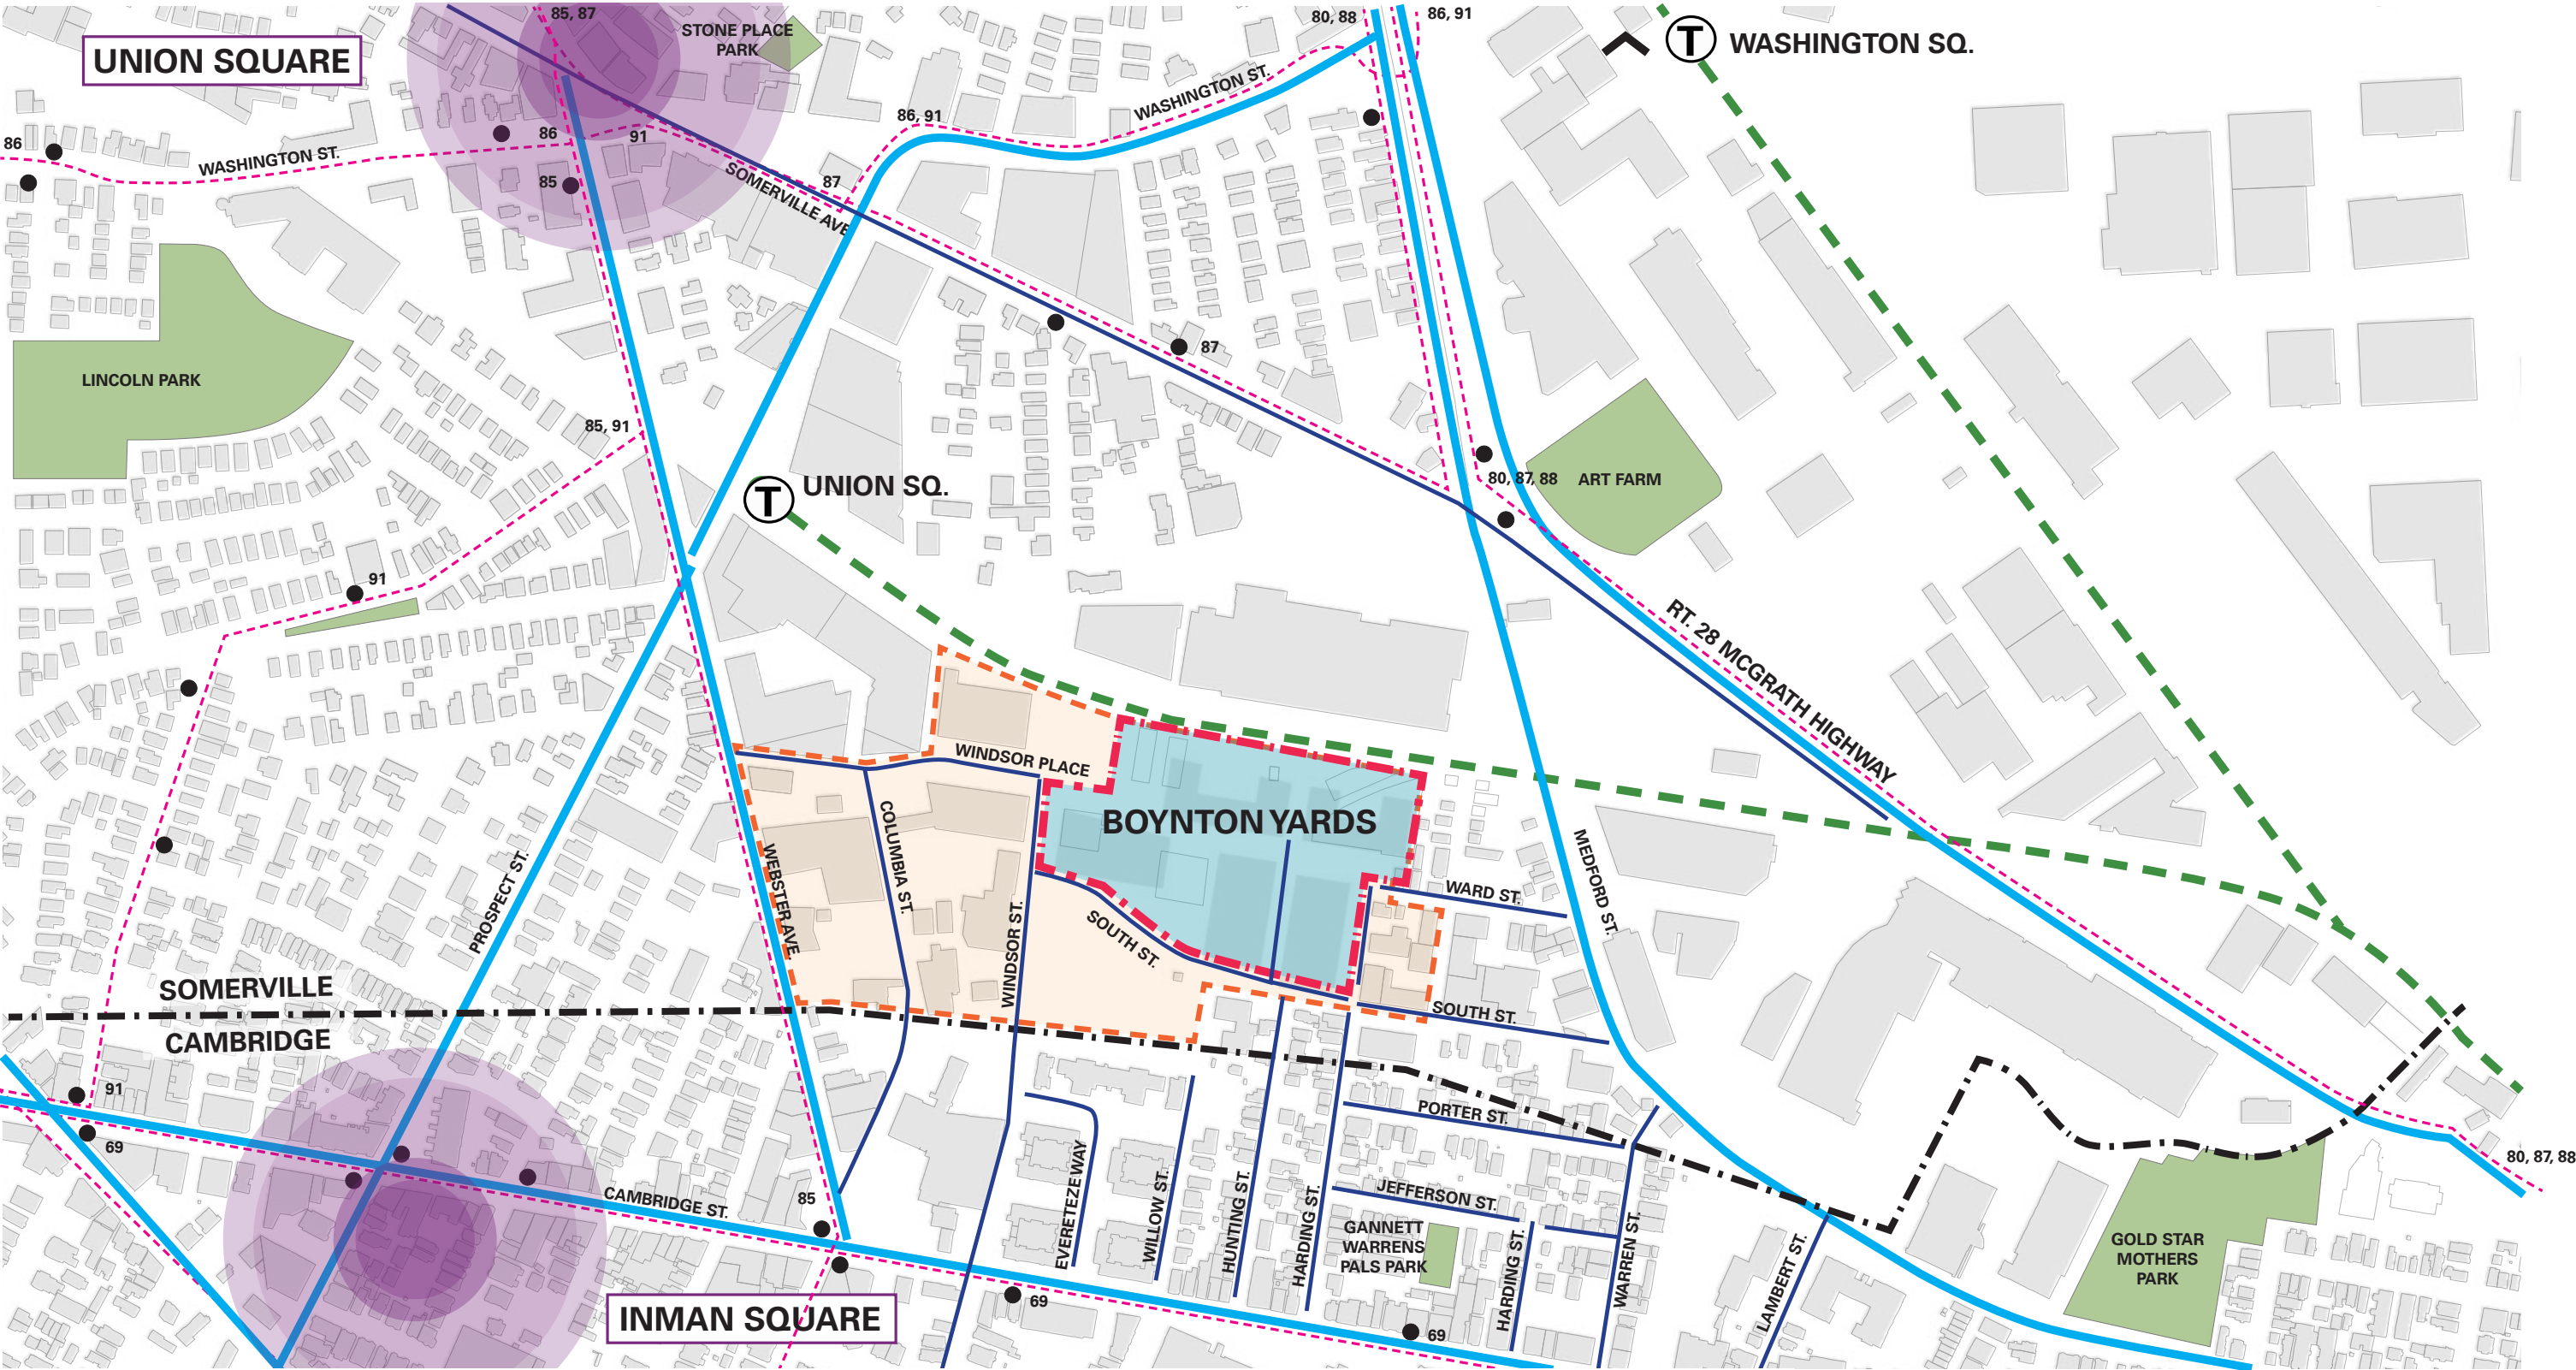 85, 87
80, 88
86, 91
STONE PLACE
PARK
UNION SQUARE
T
WASHINGTON SQ.
WASHINGTON ST.
86, 91
86
86
91
WASHINGTON ST.
85
87
SOMERVILLE AVE
87
LINCOLN PARK
85, 91
UNION SQ.
T
80, 87, 88
ART FARM
91
RT. 28 MCGRATH HIGHWAY
WINDSOR PLACE
BOYNTON YARDS
COLUMBIA ST.
WEBSTER AVE.
PROSPECT ST.
WINDSOR ST.
SOUTH ST.
WARD ST.
MEDFORD ST.
SOMERVILLE
CAMBRIDGE
SOUTH ST.
91
69
PORTER ST.
80, 87, 88
EVERETEZEWAY
WILLOW ST.
HUNTING ST.
HARDING ST.
JEFFERSON ST.
85
CAMBRIDGE ST.
GANNETT
WARRENS
PALS PARK
HARDING ST.
WARREN ST.
LAMBERT ST.
GOLD STAR
MOTHERS
PARK
INMAN SQUARE
69
69